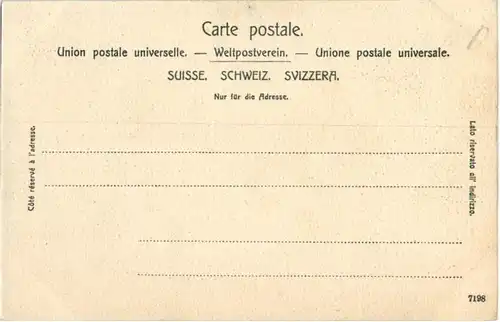 Carte postale.
Union postale universelle. — Weltpostverein. — Unione postale universale.
SUISSE. SCHWEIZ. SVIZZERA.
Nur für die Adresse.
Côté réservé à l'adresse.
Lato riservato all' indirizzo.
7198